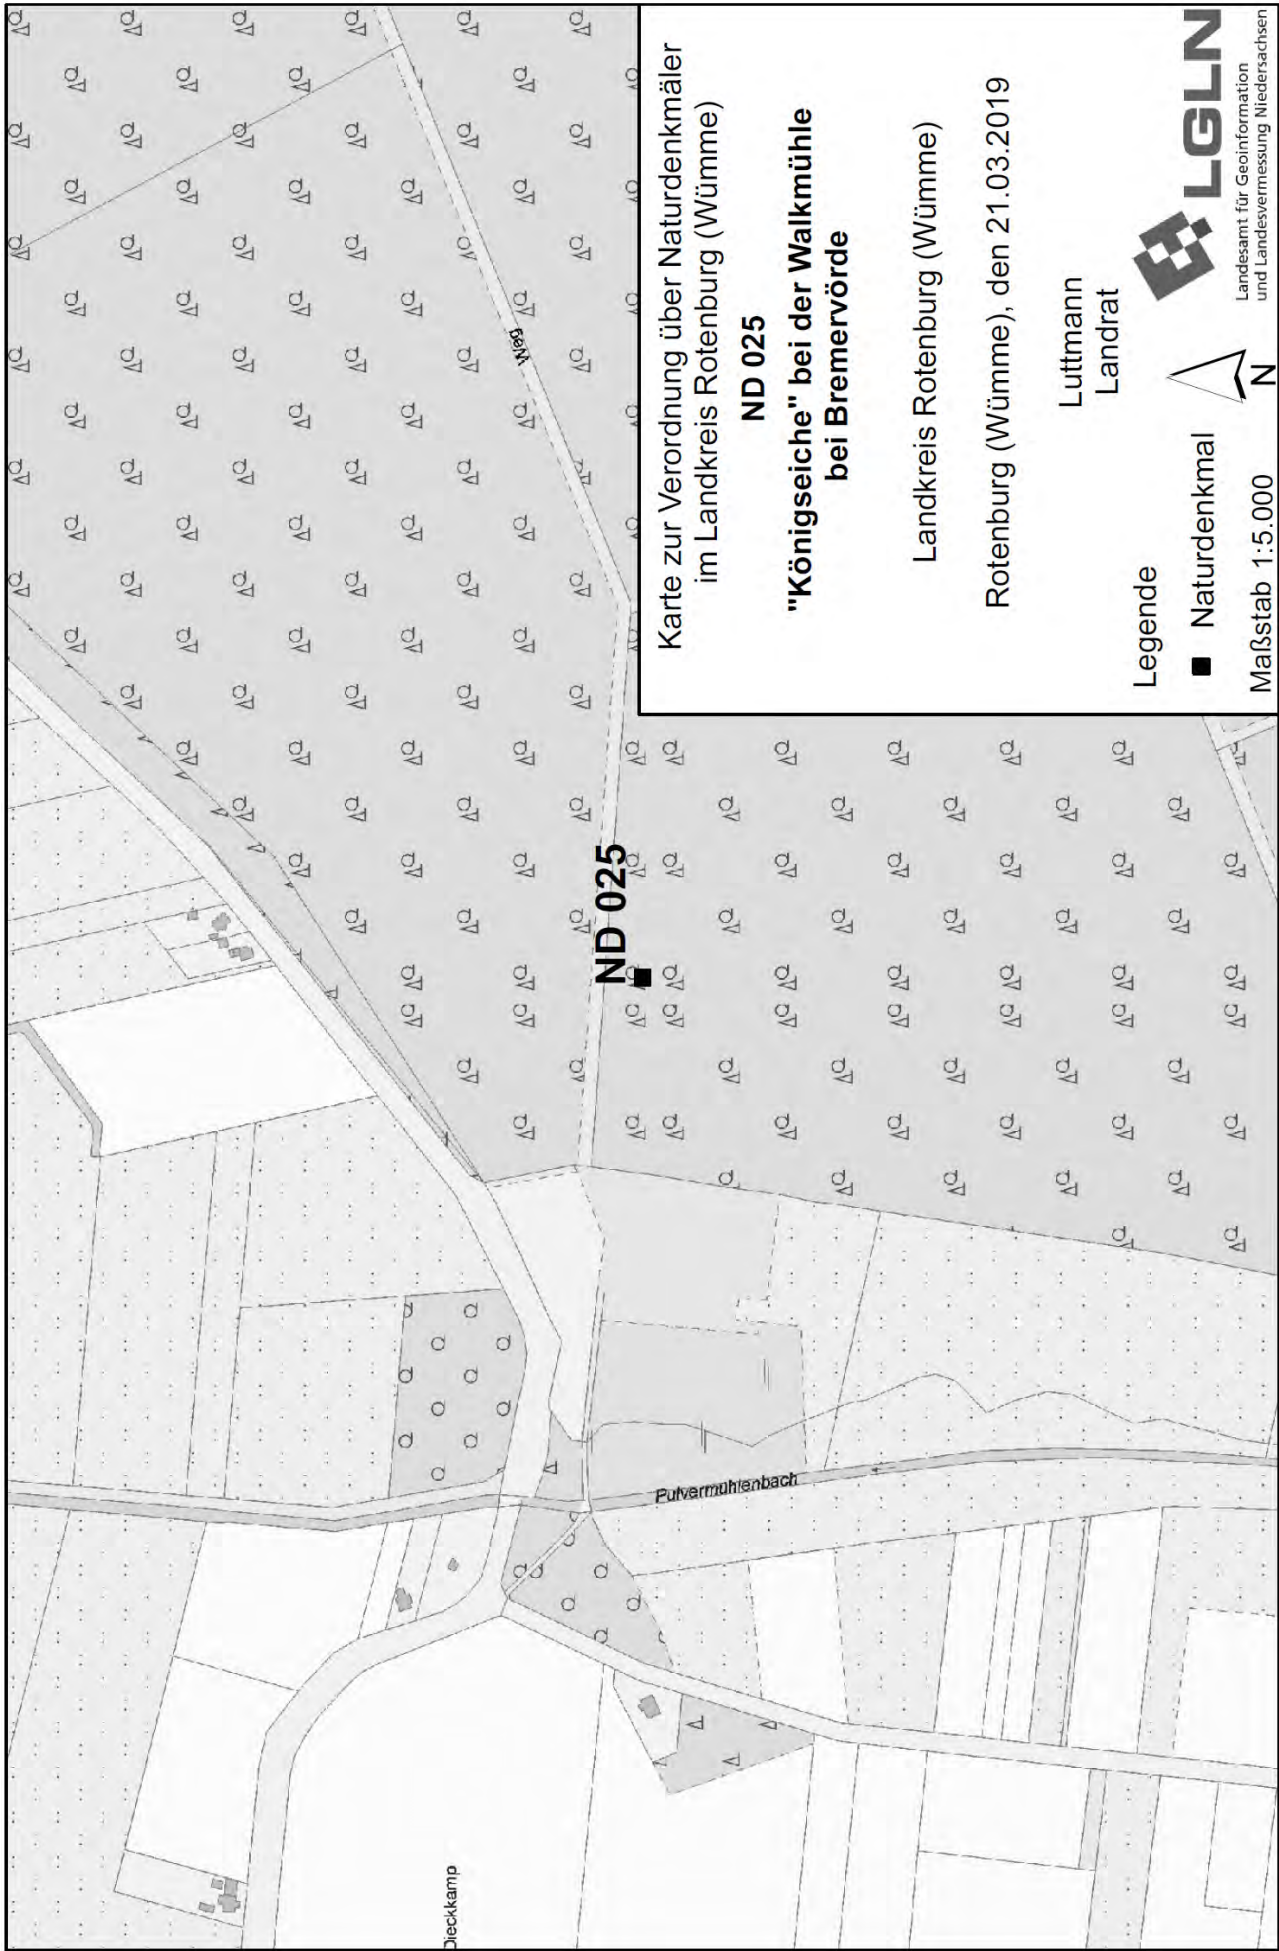 Weg
ND 025
Pulvermühlenbach
Dieckkamp
Karte zur Verordnung über Naturdenkmäler
im Landkreis Rotenburg (Wümme)
ND 025
"Königseiche" bei der Walkmühle
bei Bremervörde
Landkreis Rotenburg (Wümme)
Rotenburg (Wümme), den 21.03.2019
Luttmann
Landrat
Legende
Naturdenkmal
Maßstab 1:5.000
N
LGLN
Landesamt für Geoinformation
und Landesvermessung Niedersachsen